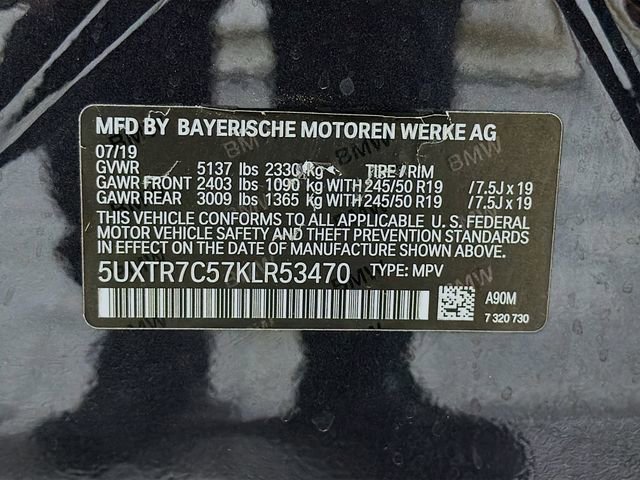 MFD BY BAYERISCHE MOTOREN WERKE AG
07/19
GVWR 5137 lbs 2330 kg TIRE / RIM
GAWR FRONT 2403 lbs 1090 kg WITH 245/50 R19 / 7.5J x 19
GAWR REAR 3009 lbs 1365 kg WITH 245/50 R19 / 7.5J x 19
THIS VEHICLE CONFORMS TO ALL APPLICABLE U. S. FEDERAL
MOTOR VEHICLE SAFETY AND THEFT PREVENTION STANDARDS
IN EFFECT ON THE DATE OF MANUFACTURE SHOWN ABOVE.
5UXTR7C57KLR53470 TYPE: MPV
A90M
7 320 730